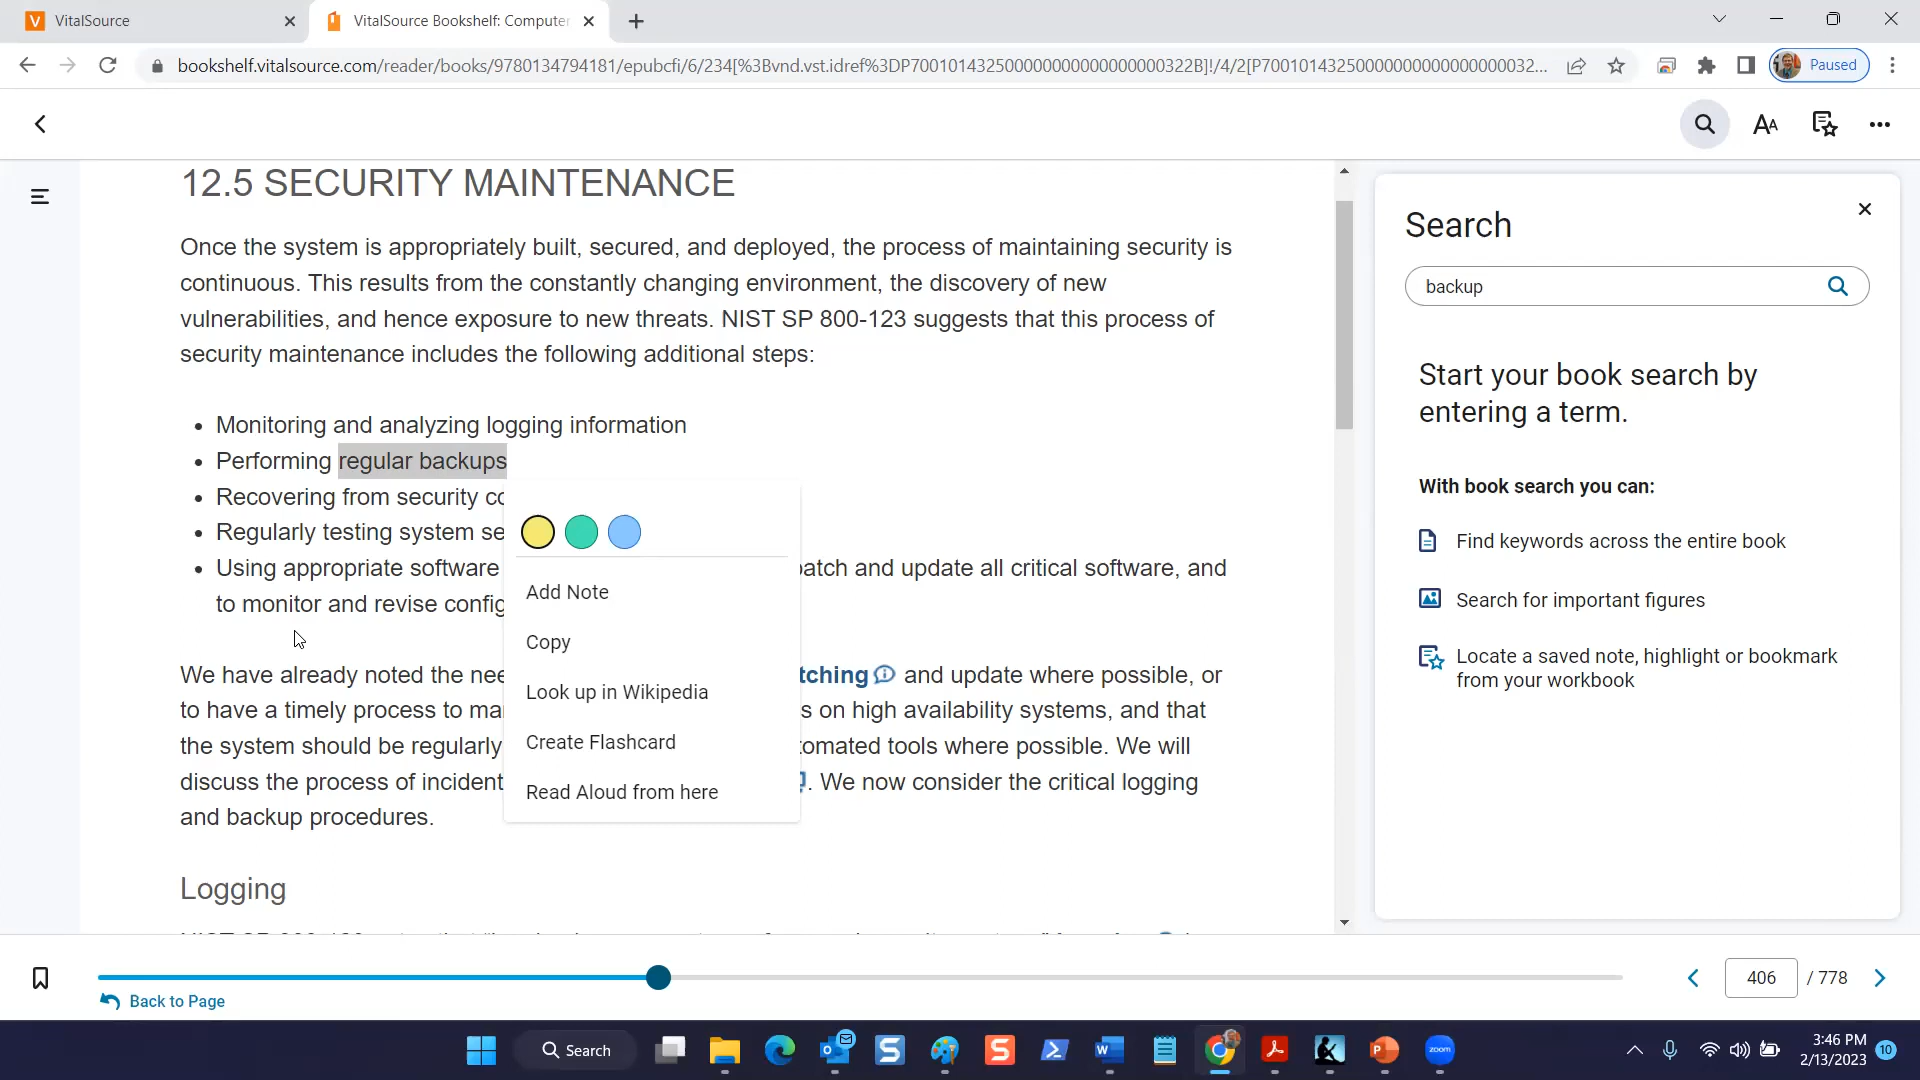 VitalSource
VitalSource Bookshelf: Computer
bookshelf.vitalsource.com/reader/books/9780134794181/epubcfi/6/234[%3Bvnd.vst.idref%3DP70010143250000000000000000322B]!/4/2[P700101432500000000000000000032...
Paused
12.5 SECURITY MAINTENANCE
Once the system is appropriately built, secured, and deployed, the process of maintaining security is
continuous. This results from the constantly changing environment, the discovery of new
vulnerabilities, and hence exposure to new threats. NIST SP 800-123 suggests that this process of
security maintenance includes the following additional steps:
• Monitoring and analyzing logging information
• Performing regular backups
• Recovering from security co
• Regularly testing system se
• Using appropriate software atch and update all critical software, and
to monitor and revise config
We have already noted the nee tching and update where possible, or
to have a timely process to ma s on high availability systems, and that
the system should be regularly tomated tools where possible. We will
discuss the process of incident . We now consider the critical logging
and backup procedures.
Logging
Add Note
Copy
Look up in Wikipedia
Create Flashcard
Read Aloud from here
Search
backup
Start your book search by
entering a term.
With book search you can:
Find keywords across the entire book
Search for important figures
Locate a saved note, highlight or bookmark
from your workbook
Back to Page
406 / 778
Search
zoom
3:46 PM
2/13/2023
10